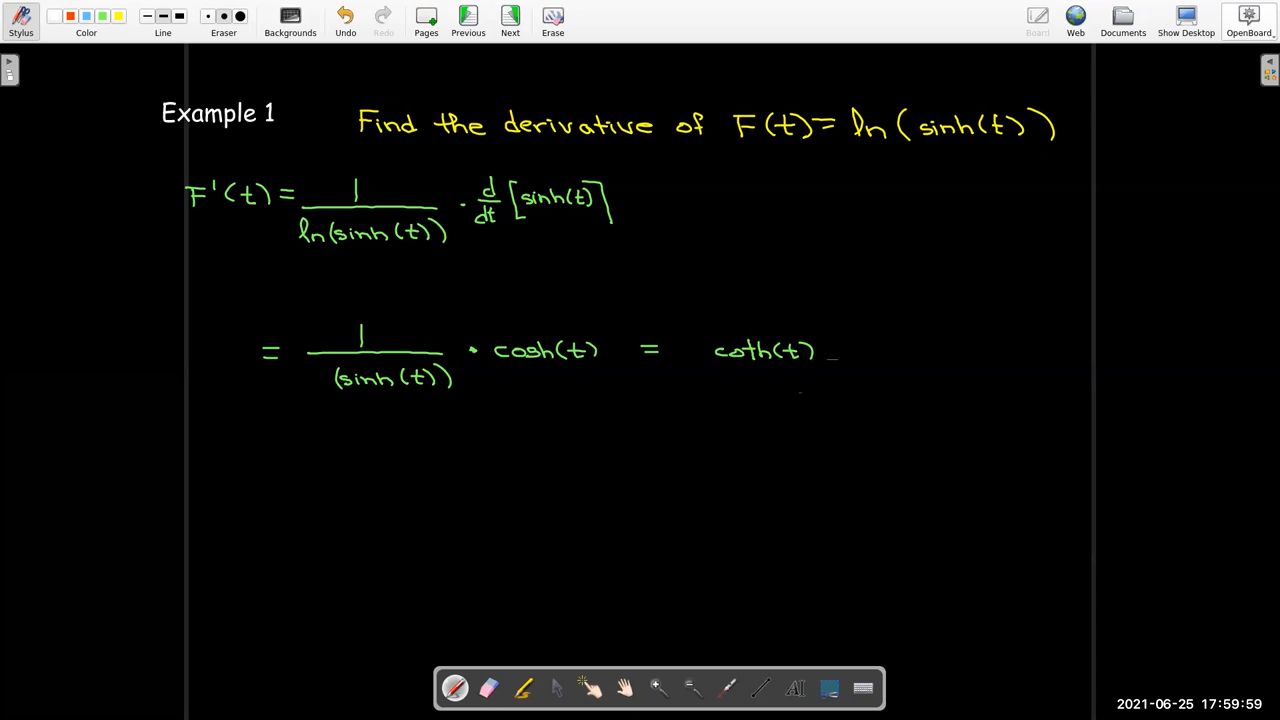 Stylus Color Line Eraser Backgrounds Undo Redo Pages Previous Next Erase Board Web Documents Show Desktop OpenBoard
Example 1 Find the derivative of F(t) = ln(sinh(t))
F'(t) = 1/ln(sinh(t)) · d/dt [sinh(t)]
= 1/(sinh(t)) · cosh(t) = coth(t)
AI
2021-06-25 17:59:59